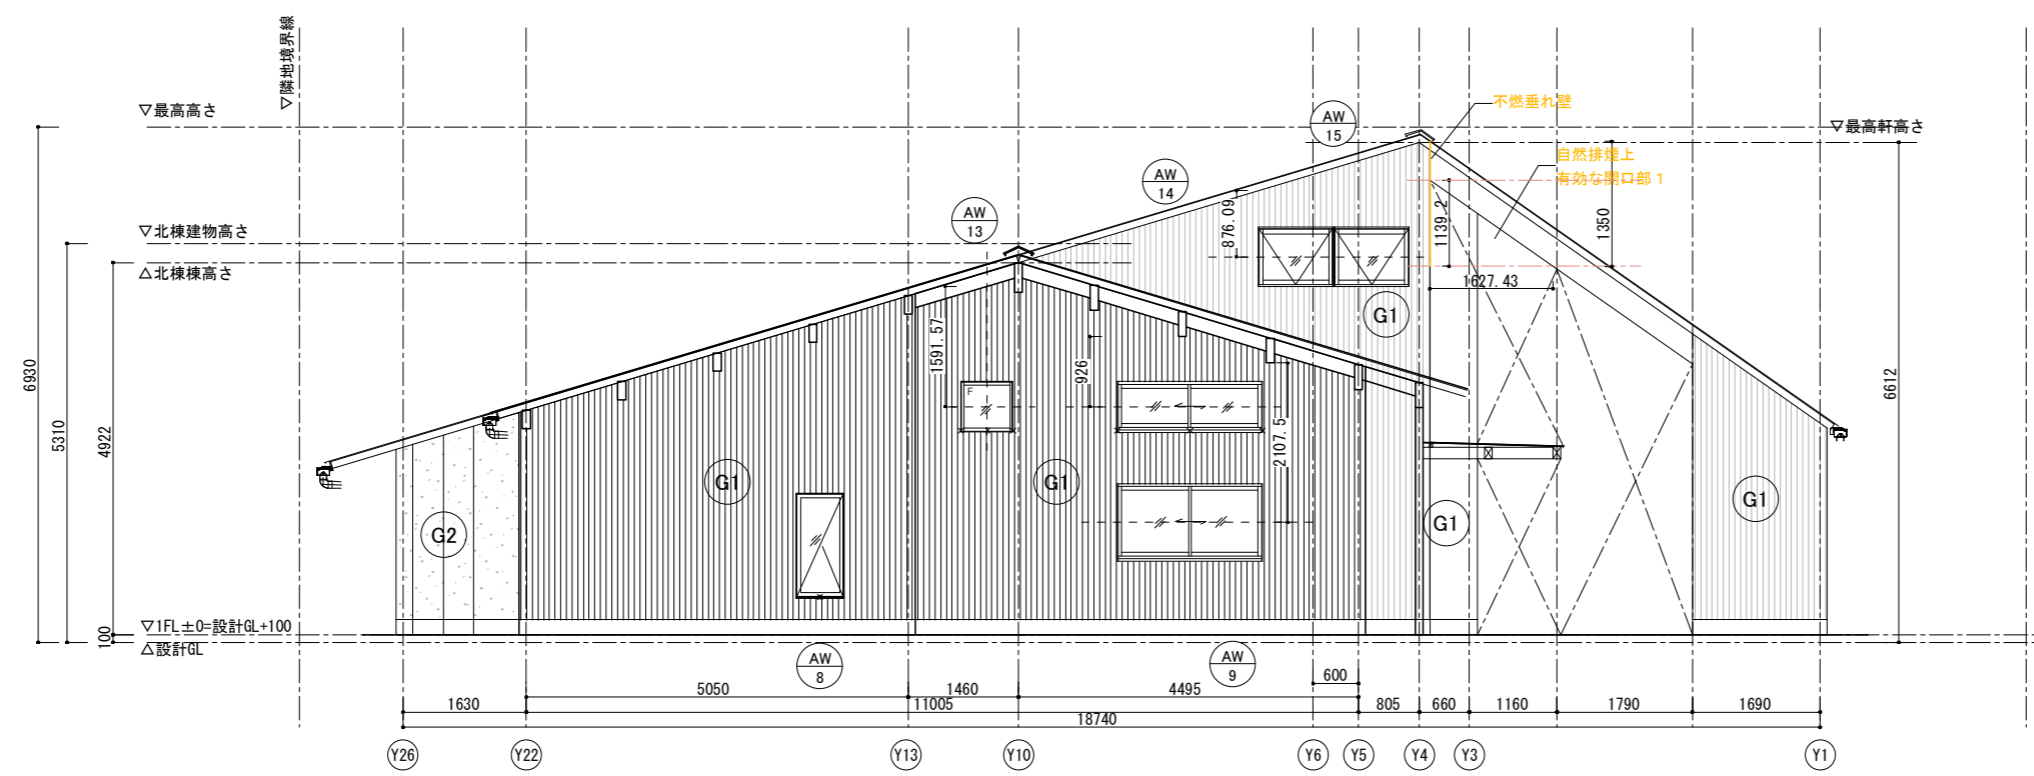 ▽隣地境界線
▽最高高さ
不燃垂れ壁
AW
15
▽最高軒高さ
自然排煙上
有効な開口部1
AW
14
AW
13
876.09
1139.2
1350
▽北棟建物高さ
△北棟棟高さ
1627.43
G1
1591.57
926
F
2107.5
6930
5310
4922
6612
G1
G1
G1
G1
G2
100
▽1FL±0=設計GL+100
△設計GL
AW
8
AW
9
600
5050
1460
4495
1630
11005
805
660
1160
1790
1690
18740
Y26
Y22
Y13
Y10
Y6
Y5
Y4
Y3
Y1